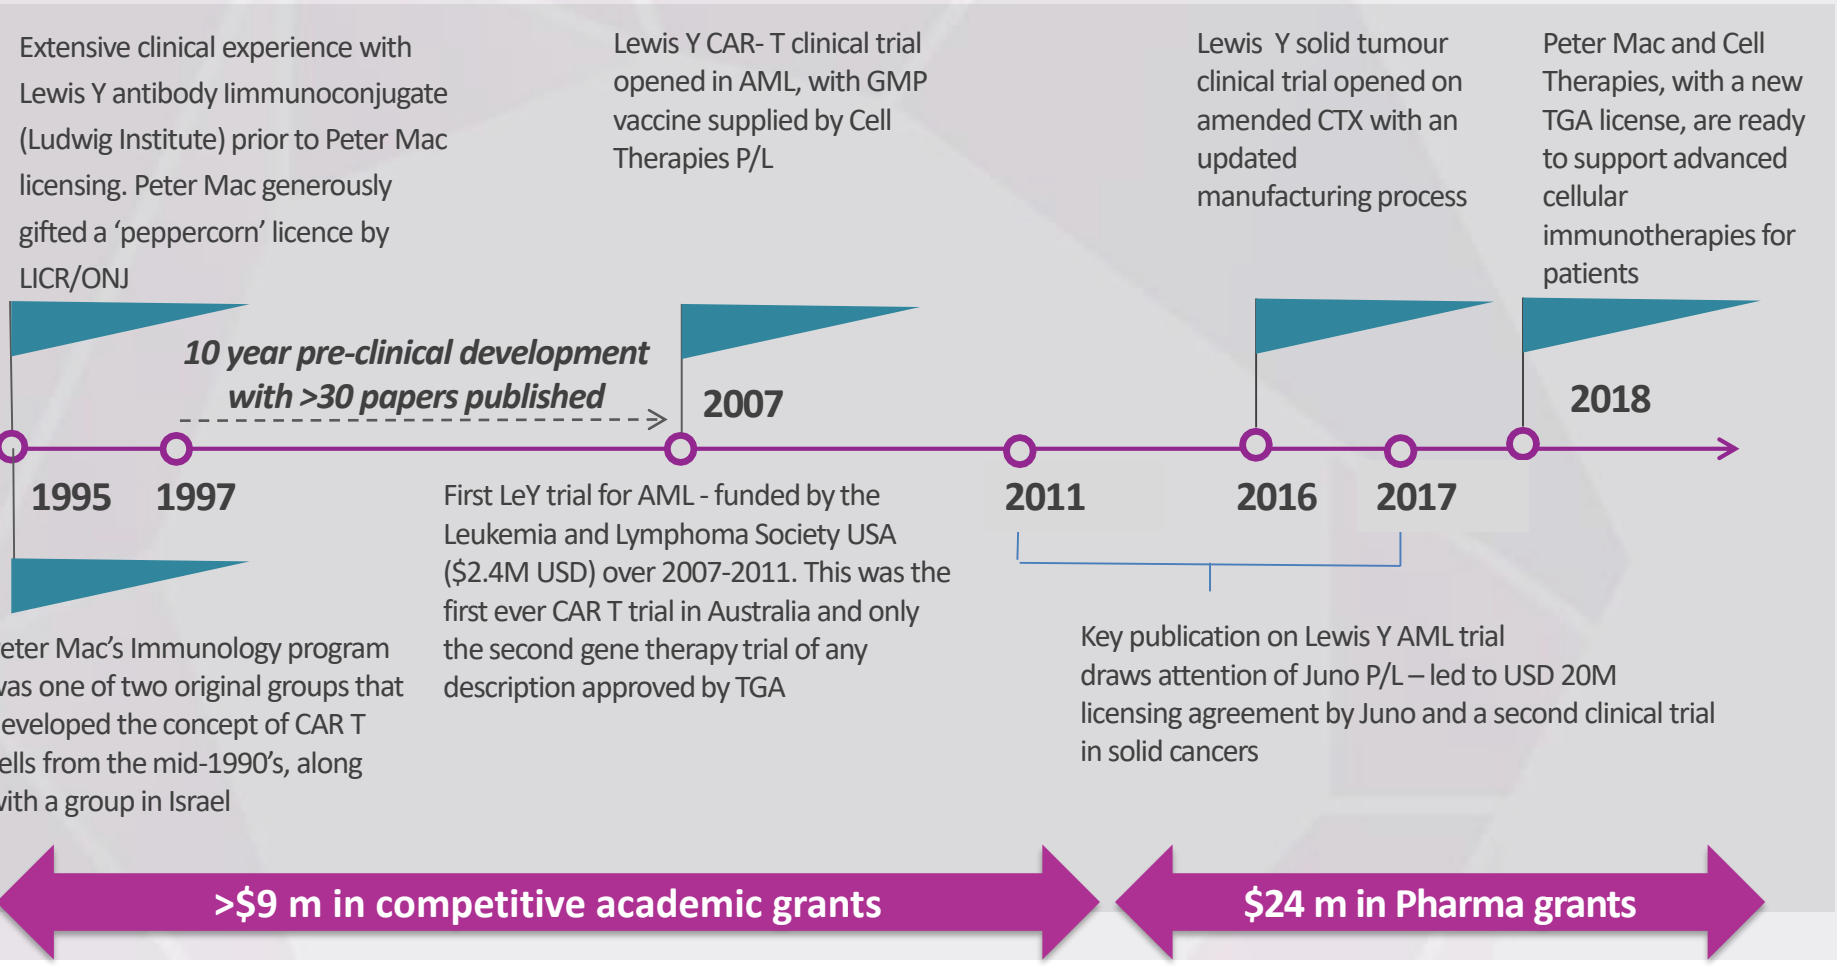 Extensive clinical experience with
Lewis Y antibody Iimmunoconjugate
(Ludwig Institute) prior to Peter Mac
licensing. Peter Mac generously
gifted a ‘peppercorn’ licence by
LICR/ONJ
Lewis Y CAR- T clinical trial
opened in AML, with GMP
vaccine supplied by Cell
Therapies P/L
Lewis Y solid tumour
clinical trial opened on
amended CTX with an
updated
manufacturing process
Peter Mac and Cell
Therapies, with a new
TGA license, are ready
to support advanced
cellular
immunotherapies for
patients
10 year pre-clinical development
with >30 papers published
2007
2018
1995
1997
2011
2016
2017
First LeY trial for AML - funded by the
Leukemia and Lymphoma Society USA
($2.4M USD) over 2007-2011. This was the
first ever CAR T trial in Australia and only
the second gene therapy trial of any
description approved by TGA
eter Mac’s Immunology program
was one of two original groups that
eveloped the concept of CAR T
ells from the mid-1990’s, along
with a group in Israel
Key publication on Lewis Y AML trial
draws attention of Juno P/L – led to USD 20M
licensing agreement by Juno and a second clinical trial
in solid cancers
>$9 m in competitive academic grants
$24 m in Pharma grants